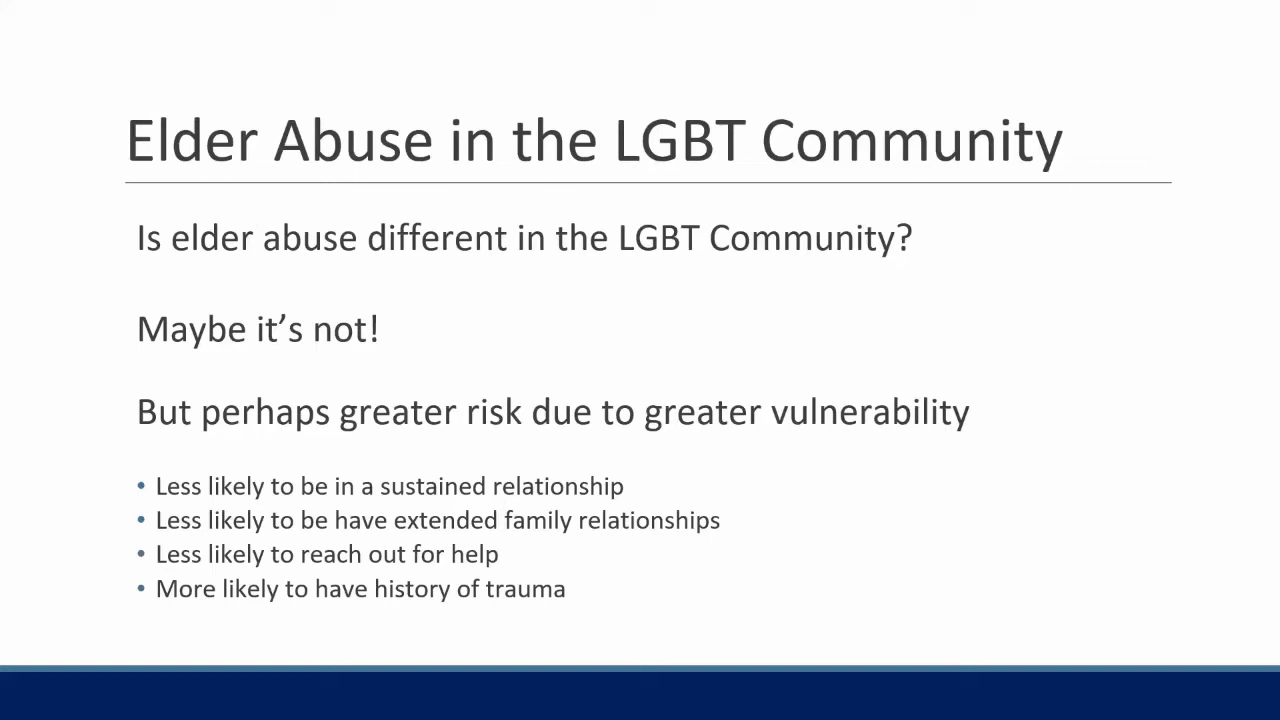 Elder Abuse in the LGBT Community
Is elder abuse different in the LGBT Community?
Maybe it’s not!
But perhaps greater risk due to greater vulnerability
• Less likely to be in a sustained relationship
• Less likely to be have extended family relationships
• Less likely to reach out for help
• More likely to have history of trauma